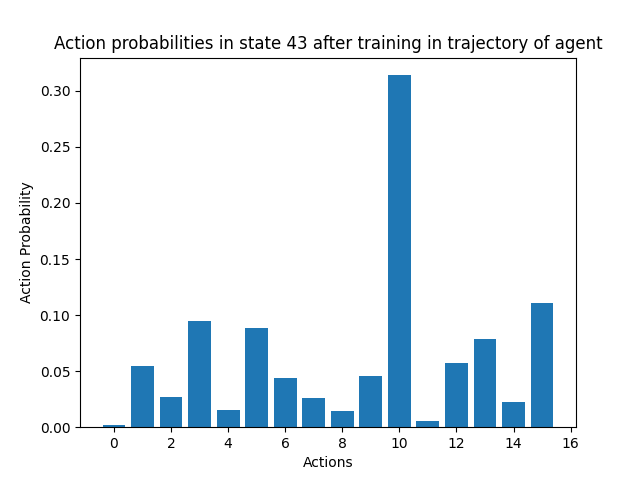 Action probabilities in state 43 after training in trajectory of agent
0.30
0.25
0.20
0.15
0.10
0.05
0.00
Action Probability
0 2 4 6 8 10 12 14 16
Actions